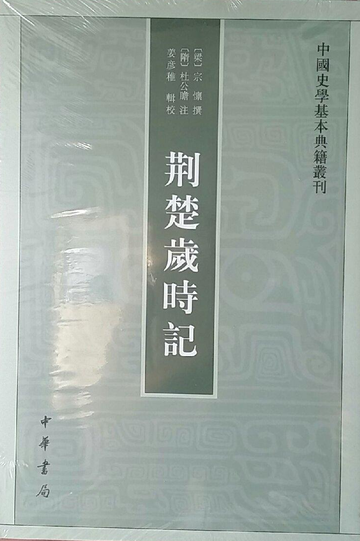 中國史學基本典籍叢刊
〔梁〕宗懍撰
〔隋〕杜公瞻注
姜彦稚輯校
荆楚歲時記
中華書局